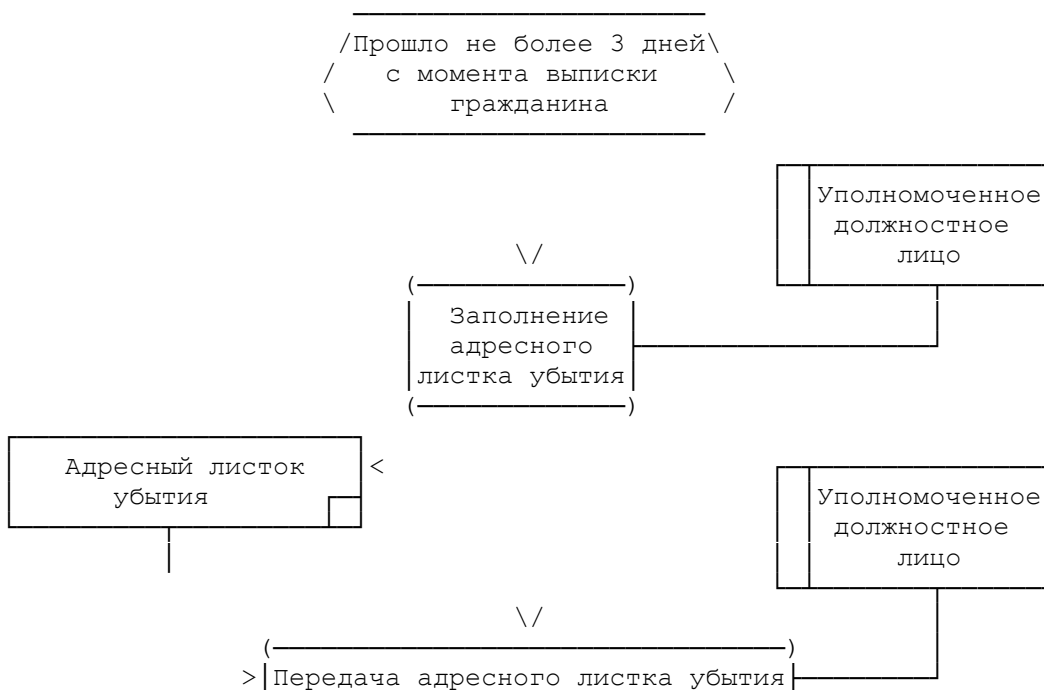 Прошло не более 3 дней
с момента выписки
гражданина
Уполномоченное
должностное
лицо
Заполнение
адресного
листка убытия
Адресный листок
убытия
Уполномоченное
должностное
лицо
Передача адресного листка убытия